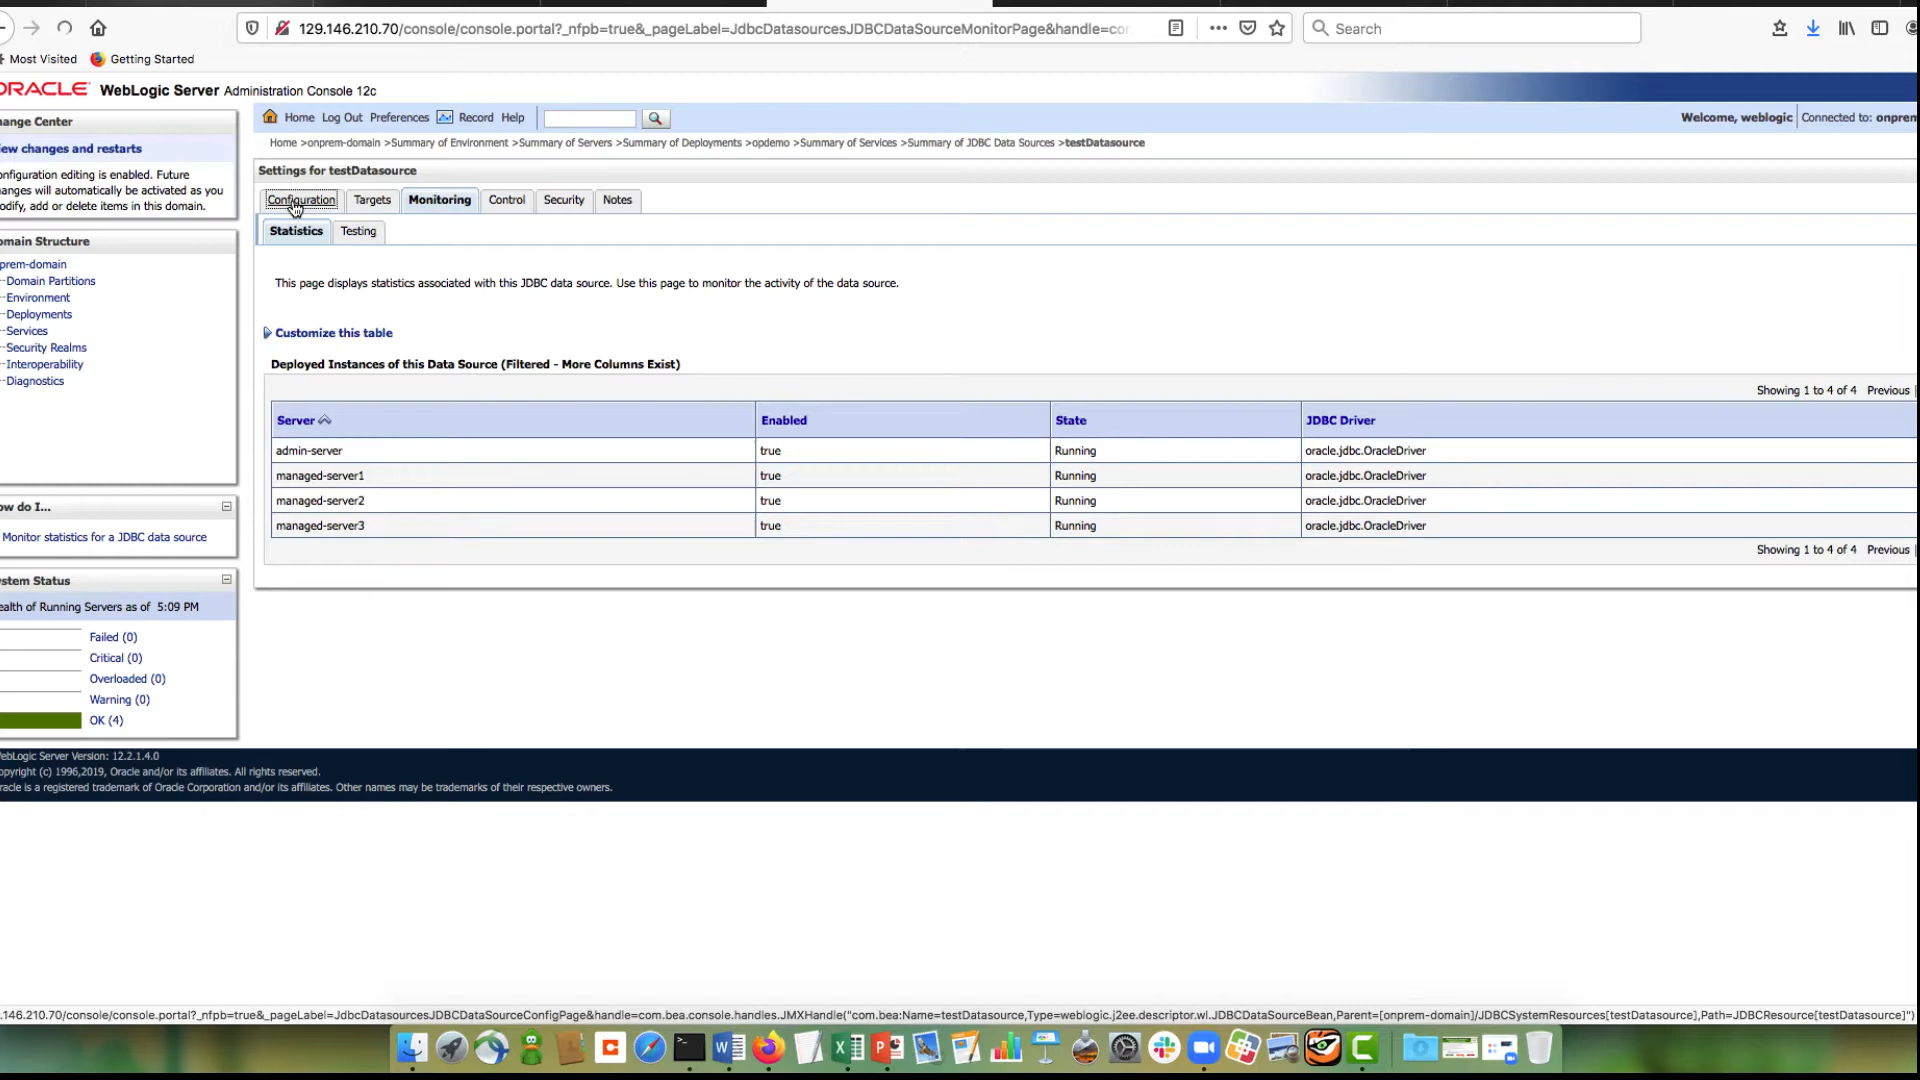 129.146.210.70/console/console.portal?_nfpb=true&_pageLabel=JdbcDatasourcesJDBCDataSourceMonitorPage&handle=co
Search
Most Visited
Getting Started
ORACLE WebLogic Server Administration Console 12c
hange Center
iew changes and restarts
onfiguration editing is enabled. Future
hanges will automatically be activated as you
odify, add or delete items in this domain.
omain Structure
prem-domain
Domain Partitions
Environment
Deployments
Services
Security Realms
Interoperability
Diagnostics
ow do I...
Monitor statistics for a JDBC data source
ystem Status
ealth of Running Servers as of 5:09 PM
Failed (0)
Critical (0)
Overloaded (0)
Warning (0)
OK (4)
Home Log Out Preferences Record Help
Welcome, weblogic Connected to: onprem
Home >onprem-domain >Summary of Environment >Summary of Servers >Summary of Deployments >opdemo >Summary of Services >Summary of JDBC Data Sources >testDatasource
Settings for testDatasource
Configuration Targets Monitoring Control Security Notes
Statistics Testing
This page displays statistics associated with this JDBC data source. Use this page to monitor the activity of the data source.
Customize this table
Deployed Instances of this Data Source (Filtered - More Columns Exist)
Showing 1 to 4 of 4 Previous
Server Enabled State JDBC Driver
admin-server true Running oracle.jdbc.OracleDriver
managed-server1 true Running oracle.jdbc.OracleDriver
managed-server2 true Running oracle.jdbc.OracleDriver
managed-server3 true Running oracle.jdbc.OracleDriver
Showing 1 to 4 of 4 Previous
ebLogic Server Version: 12.2.1.4.0
opyright (c) 1996,2019, Oracle and/or its affiliates. All rights reserved.
racle is a registered trademark of Oracle Corporation and/or its affiliates. Other names may be trademarks of their respective owners.
.146.210.70/console/console.portal?_nfpb=true&_pageLabel=JdbcDatasourcesJDBCDataSourceConfigPage&handle=com.bea.console.handles.JMXHandle("com.bea:Name=testDatasource,Type=weblogic.j2ee.descriptor.wl.JDBCDataSourceBean,Parent=[onprem-domain]/JDBCSystemResources[testDatasource],Path=JDBCResource[testDatasource]")